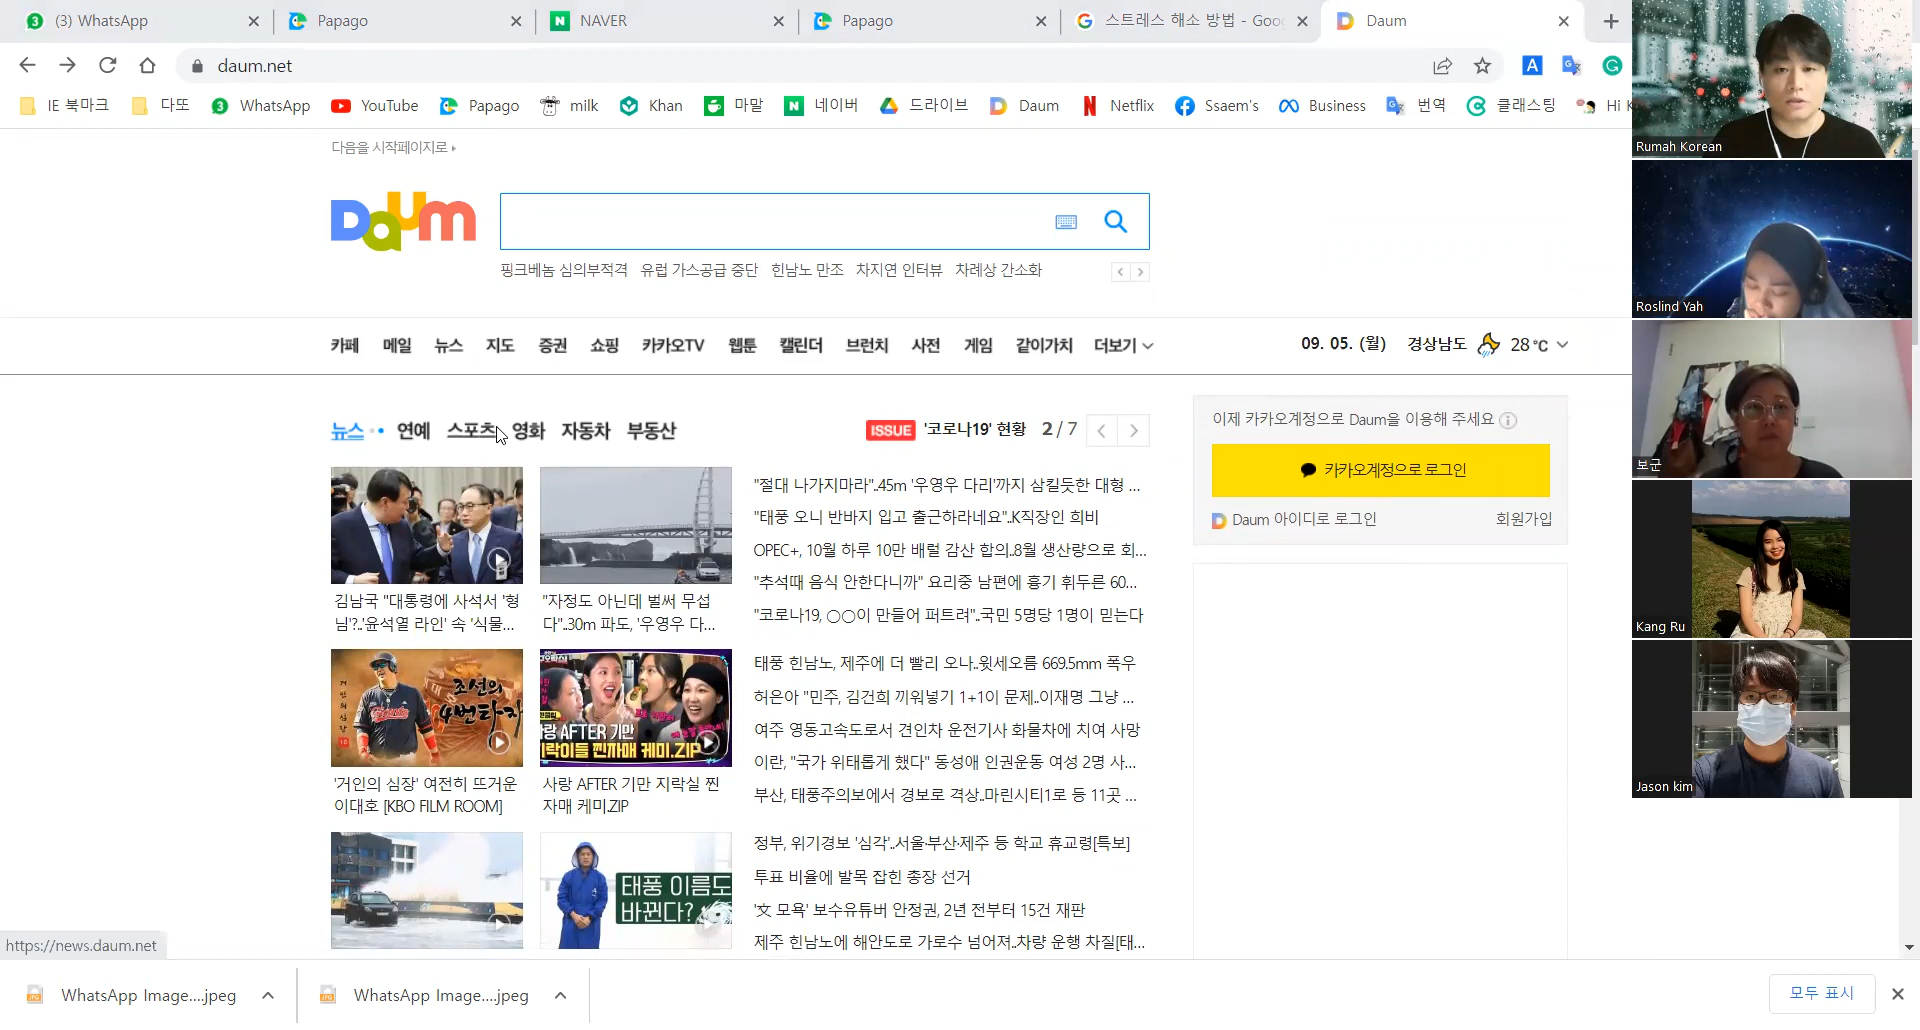 (3) WhatsApp
Papago
NAVER
Papago
스트레스 해소 방법 - Goo
Daum
daum.net
IE 북마크
다또
WhatsApp
YouTube
Papago
milk
Khan
마말
네이버
드라이브
Daum
Netflix
Ssaem's
Business
번역
클래스팅
Hi K
다음을 시작페이지로
Daum
핑크베놈 심의부적격 유럽 가스공급 중단 힌남노 만조 차지연 인터뷰 차례상 간소화
카페 메일 뉴스 지도 증권 쇼핑 카카오TV 웹툰 캘린더 브런치 사전 게임 같이가치 더보기
09. 05. (월) 경상남도 28 °C
뉴스 연예 스포츠 영화 자동차 부동산
ISSUE '코로나19' 현황 2 / 7
김남국 "대통령에 사석서 '형
님'?..'윤석열 라인' 속 '식물...
"자정도 아닌데 벌써 무섭
다"..30m 파도, '우영우 다...
조선의
4번타자
Giants
사랑 AFTER 기만
지락이들 찐자매 케미.ZIP
'거인의 심장' 여전히 뜨거운
이대호 [KBO FILM ROOM]
사랑 AFTER 기만 지락실 찐
자매 케미.ZIP
태풍 이름도
바뀐다?
"절대 나가지마라"..45m '우영우 다리'까지 삼킬듯한 대형 ...
"태풍 오니 반바지 입고 출근하라네요"..K직장인 희비
OPEC+, 10월 하루 10만 배럴 감산 합의..8월 생산량으로 회...
"추석때 음식 안한다니까" 요리중 남편에 흉기 휘두른 60...
"코로나19, ○○이 만들어 퍼트려"..국민 5명당 1명이 믿는다
태풍 힌남노, 제주에 더 빨리 오나..윗세오름 669.5mm 폭우
허은아 "민주, 김건희 끼워넣기 1+1이 문제..이재명 그냥 ...
여주 영동고속도로서 견인차 운전기사 화물차에 치여 사망
이란, "국가 위태롭게 했다" 동성애 인권운동 여성 2명 사...
부산, 태풍주의보에서 경보로 격상..마린시티1로 등 11곳 ...
정부, 위기경보 '심각'..서울·부산·제주 등 학교 휴교령[특보]
투표 비율에 발목 잡힌 총장 선거
'文 모욕' 보수유튜버 안정권, 2년 전부터 15건 재판
제주 힌남노에 해안도로 가로수 넘어져..차량 운행 차질[태...
이제 카카오계정으로 Daum을 이용해 주세요
카카오계정으로 로그인
Daum 아이디로 로그인
회원가입
Rumah Korean
Roslind Yah
보군
Kang Ru
Jason kim
https://news.daum.net
WhatsApp Image....jpeg
WhatsApp Image....jpeg
모두 표시